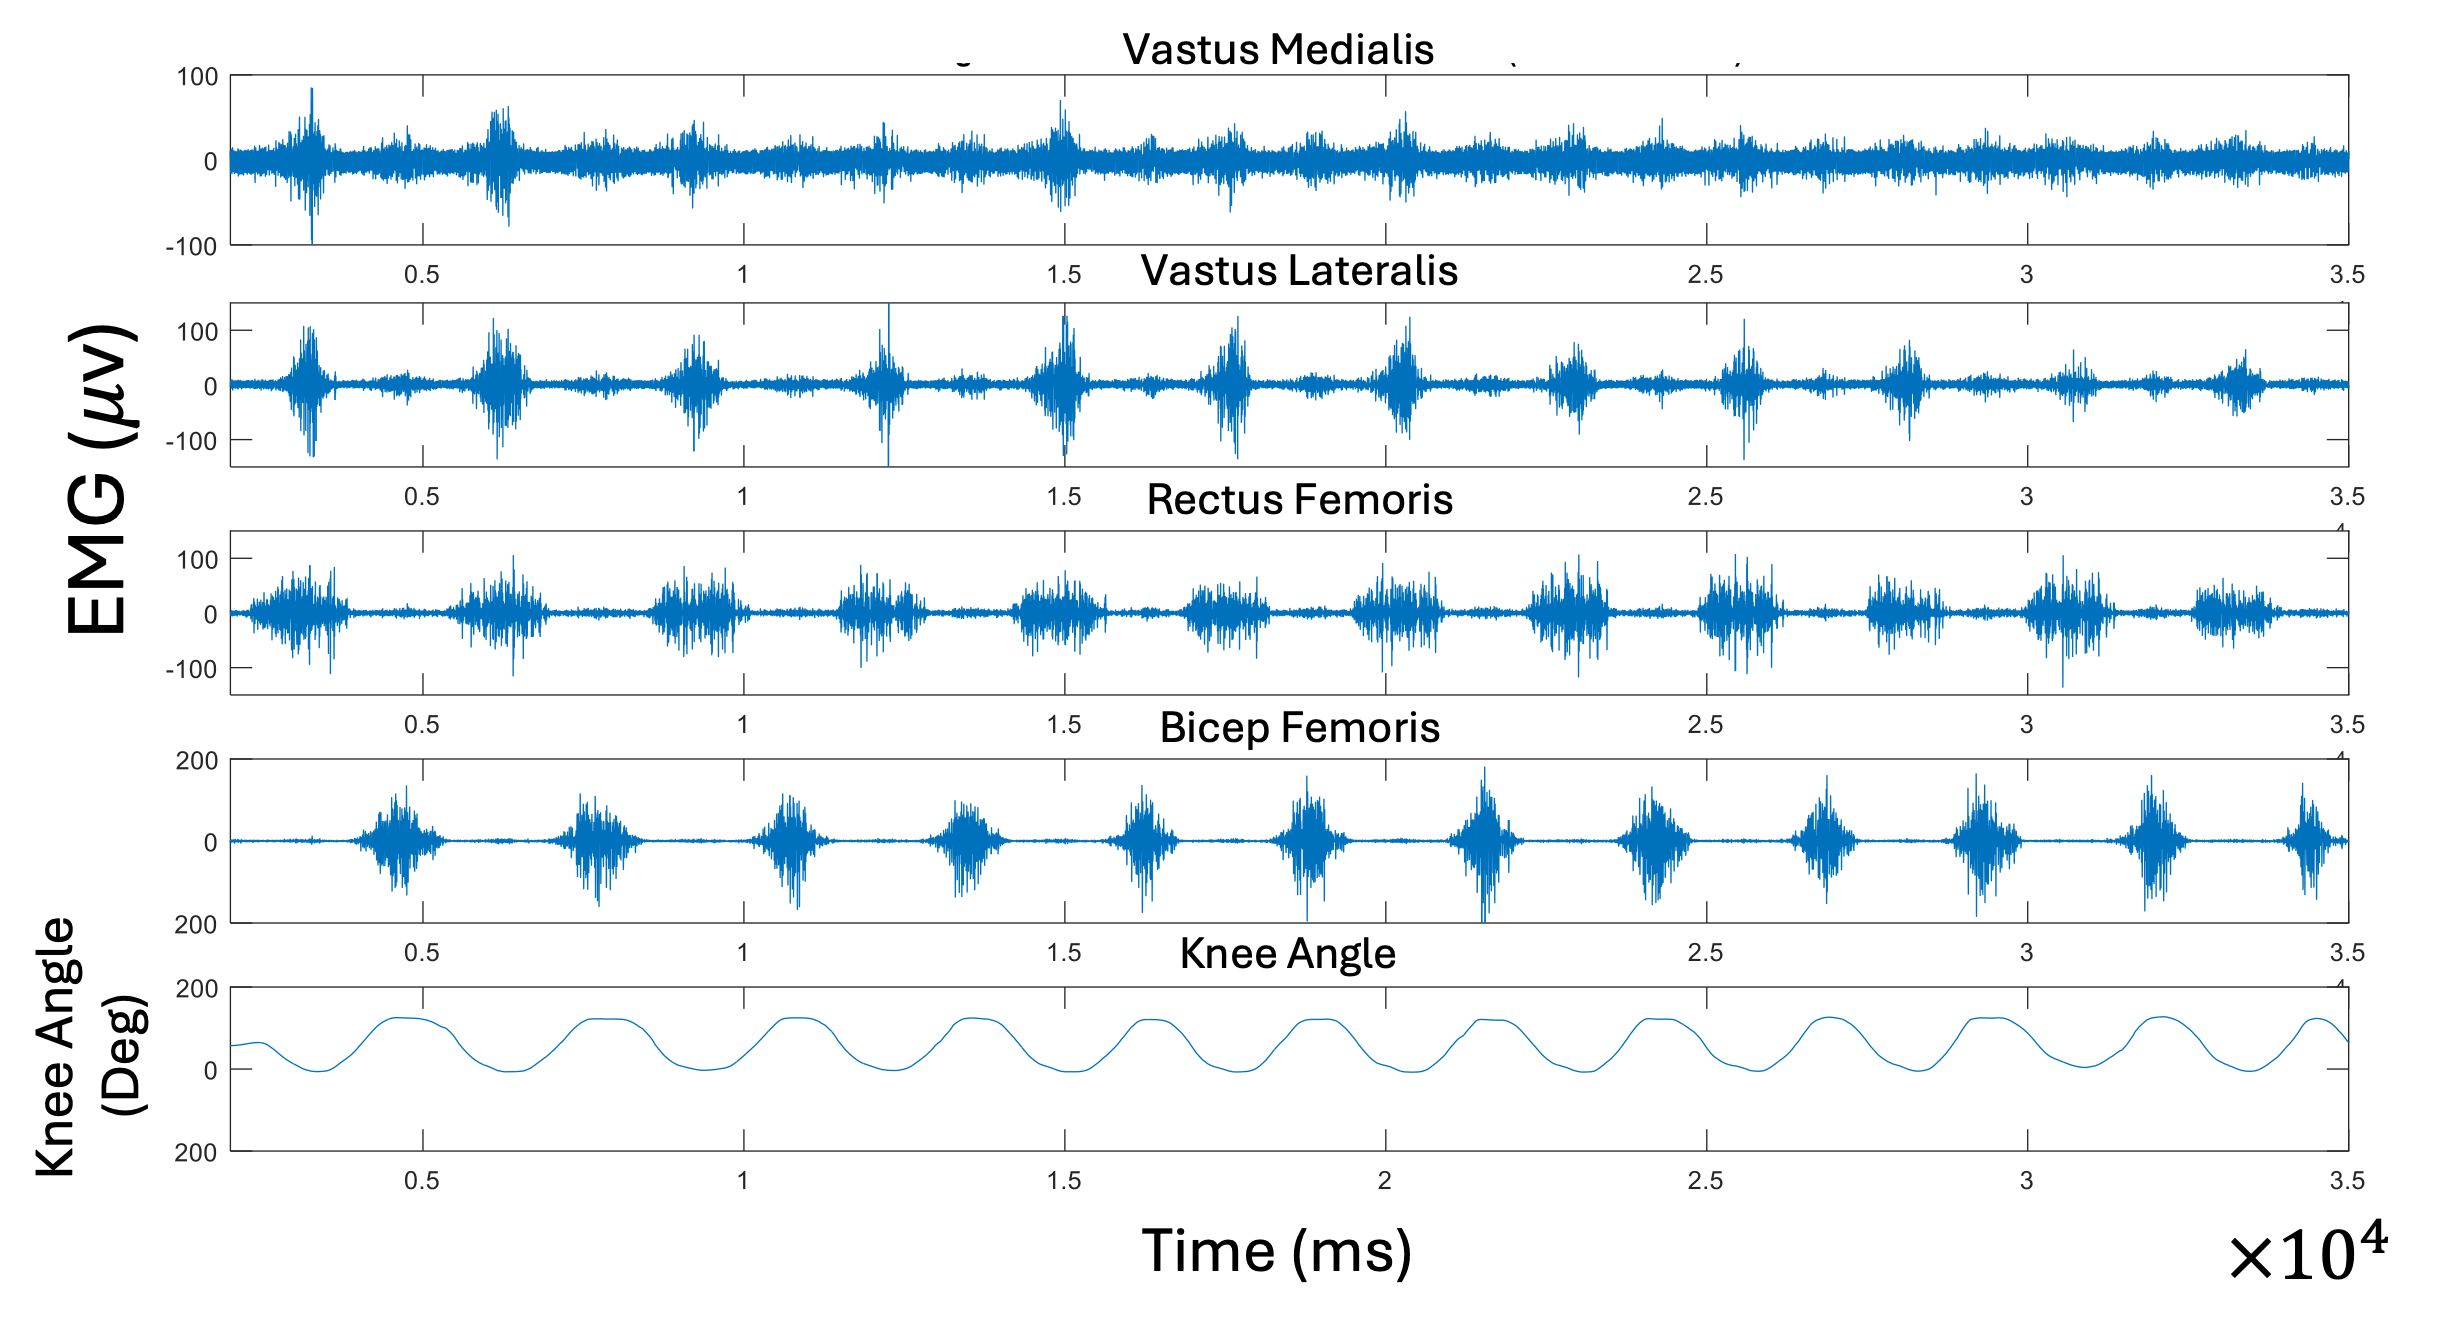 Vastus Medialis
100
0
-100
0.5 1 1.5 2.5 3 3.5
Vastus Lateralis
100
0
-100
0.5 1 1.5 2.5 3 3.5
Rectus Femoris
100
0
-100
0.5 1 1.5 2.5 3 3.5
Bicep Femoris
200
0
200
0.5 1 1.5 2.5 3 3.5
Knee Angle
200
0
200
0.5 1 1.5 2 2.5 3 3.5
EMG (μv)
Knee Angle
(Deg)
Time (ms)
×10⁴